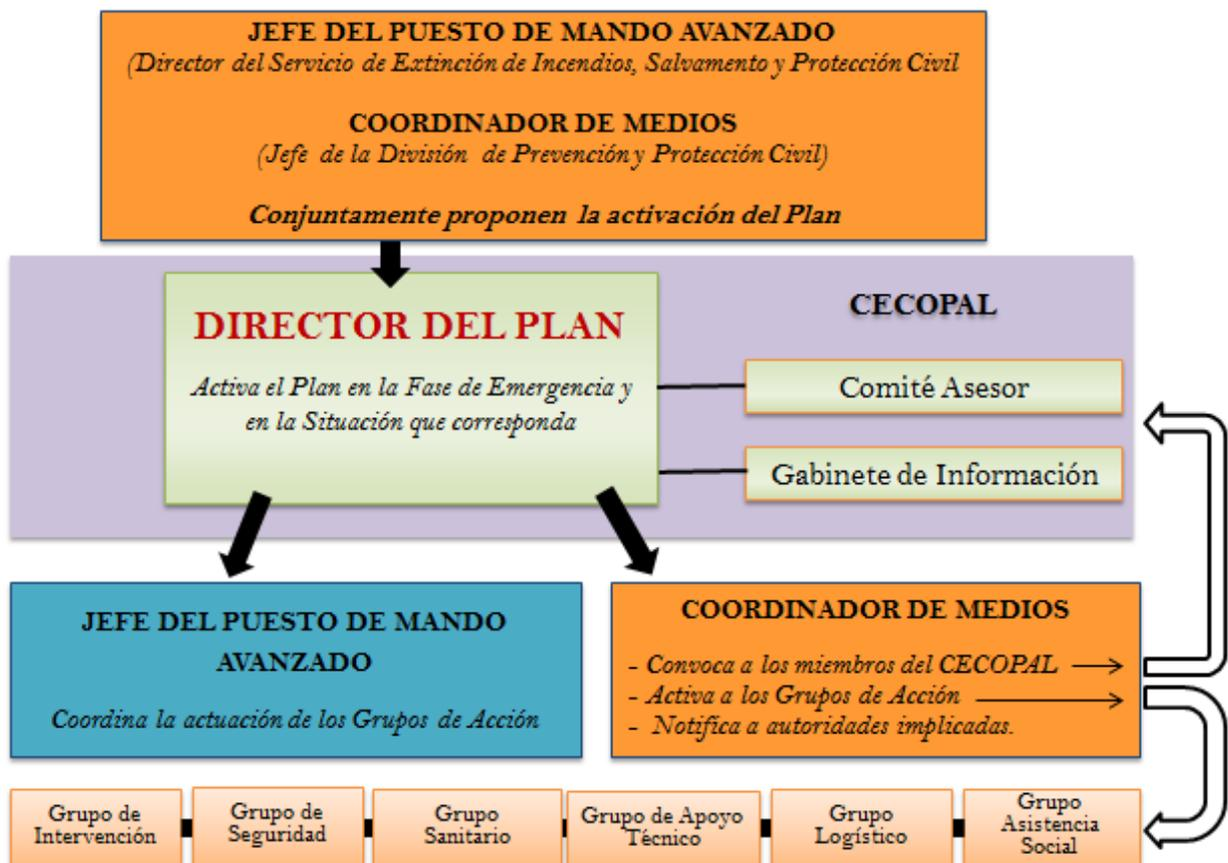 JEFE DEL PUESTO DE MANDO AVANZADO
(Director del Servicio de Extinción de Incendios, Salvamento y Protección Civil
COORDINADOR DE MEDIOS
(Jefe de la División de Prevención y Protección Civil)
Conjuntamente proponen la activación del Plan
DIRECTOR DEL PLAN
Activa el Plan en la Fase de Emergencia y
en la Situación que corresponda
CECOPAL
Comité Asesor
Gabinete de Información
JEFE DEL PUESTO DE MANDO
AVANZADO
Coordina la actuación de los Grupos de Acción
COORDINADOR DE MEDIOS
- Convoca a los miembros del CECOPAL
- Activa a los Grupos de Acción
- Notifica a autoridades implicadas.
Grupo de
Intervención
Grupo de
Seguridad
Grupo
Sanitario
Grupo de Apoyo
Técnico
Grupo
Logístico
Grupo
Asistencia
Social